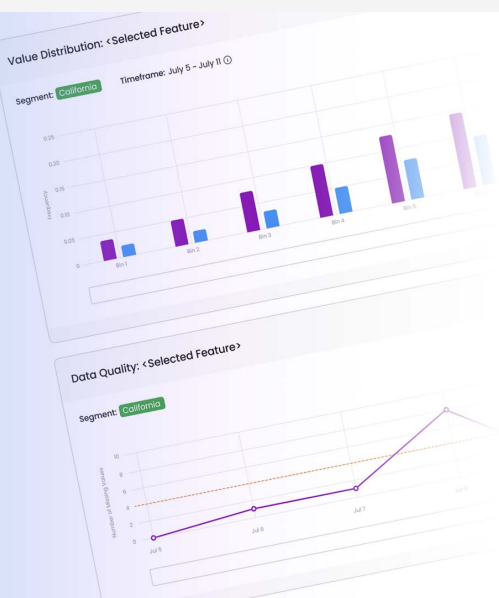 Value Distribution: <Selected Feature>
Segment: California
Timeframe: July 5 - July 11
0.25
0.20
0.15
0.10
0.05
0
Frequency
Bin 1
Bin 2
Bin 3
Bin 4
Bin 5
Data Quality: <Selected Feature>
Segment: California
10
8
6
4
2
0
Number of Missing Values
Jul 5
Jul 6
Jul 7